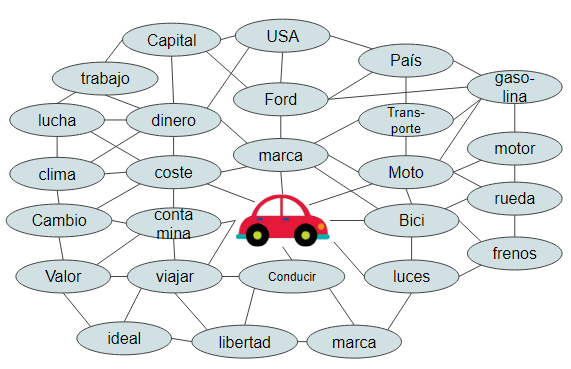 Capital
USA
País
trabajo
gaso-
lina
Ford
lucha
dinero
Trans-
porte
motor
marca
clima
coste
Moto
rueda
Cambio
conta
mina
Bici
frenos
Valor
viajar
Conducir
luces
ideal
libertad
marca